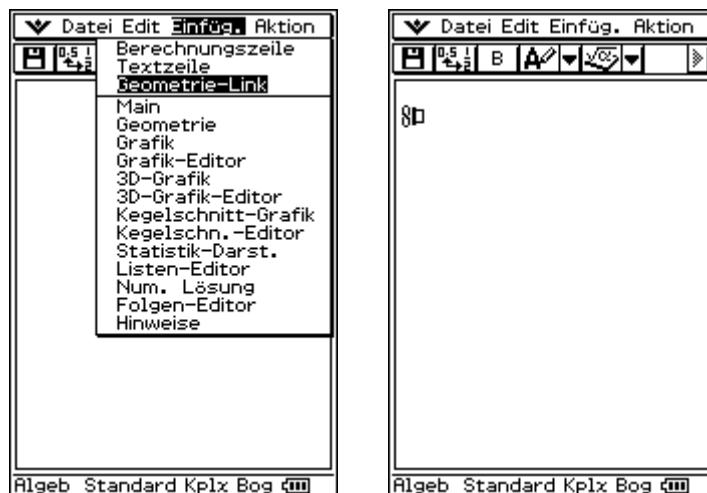 Datei Edit Einfüg. Aktion
Berechnungszeile
Textzeile
Geometrie-Link
Main
Geometrie
Grafik
Grafik-Editor
3D-Grafik
3D-Grafik-Editor
Kegelschnitt-Grafik
Kegelschn.-Editor
Statistik-Darst.
Listen-Editor
Num. Lösung
Folgen-Editor
Hinweise
Algeb Standard Kplx Bog
Datei Edit Einfüg. Aktion
B
Algeb Standard Kplx Bog